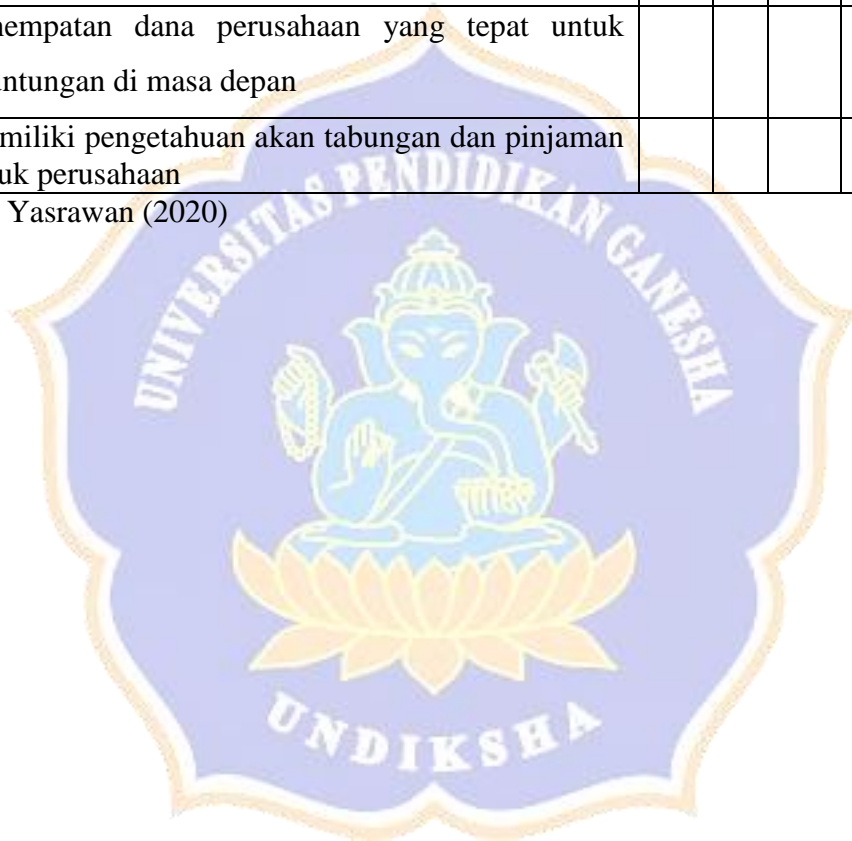 nempatan dana perusahaan yang tepat untuk
untungan di masa depan
miliki pengetahuan akan tabungan dan pinjaman
uk perusahaan
Yasrawan (2020)
UNIVERSITAS PENDIDIKAN GANESHA
UNDIKSHA